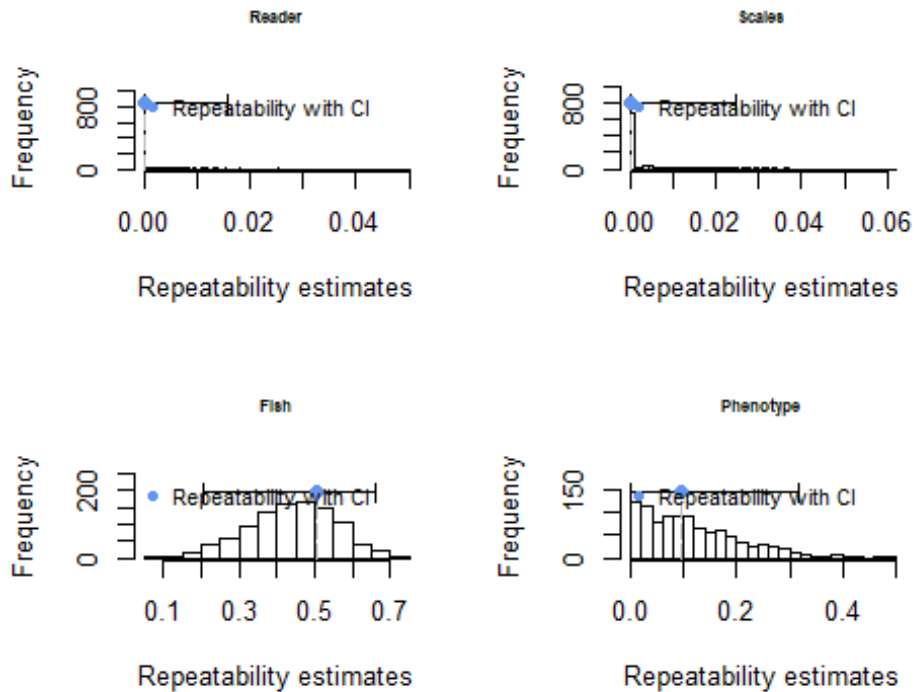 Reader
Frequency
800
0
Repeatability with CI
0.00 0.02 0.04
Repeatability estimates
Scales
Frequency
800
0
Repeatability with CI
0.00 0.02 0.04 0.06
Repeatability estimates
Fish
Frequency
200
0
Repeatability with CI
0.1 0.3 0.5 0.7
Repeatability estimates
Phenotype
Frequency
150
0
Repeatability with CI
0.0 0.2 0.4
Repeatability estimates